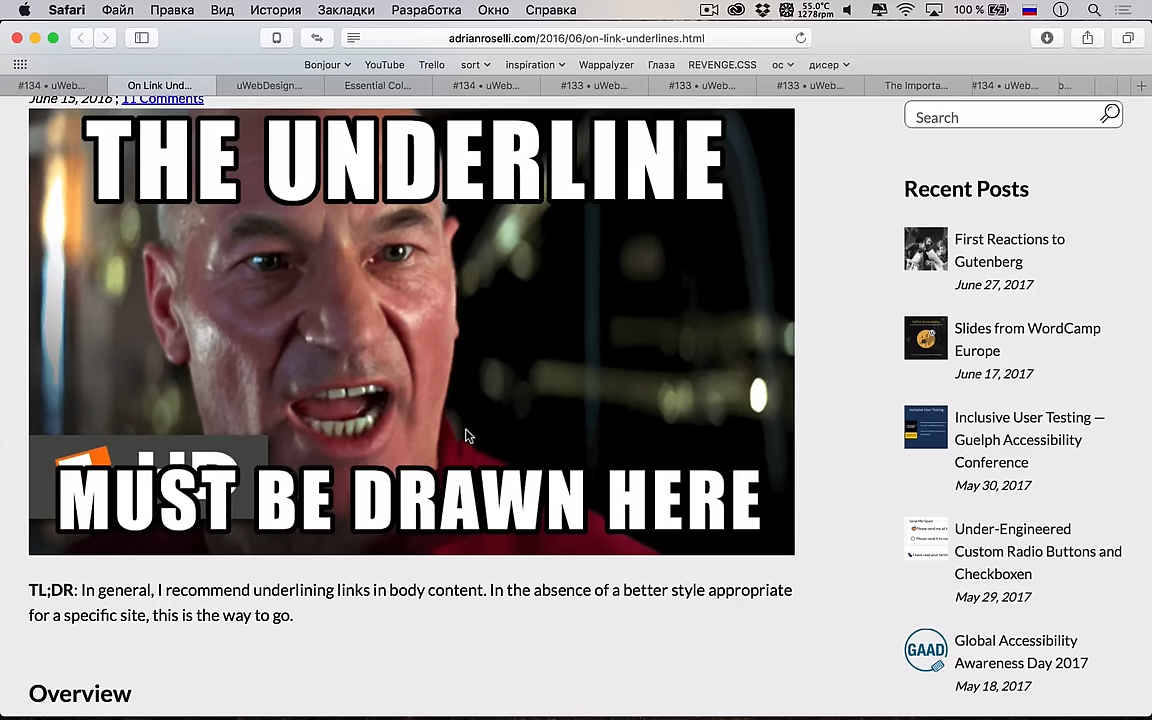 Safari Файл Правка Вид История Закладки Разработка Окно Справка 55.0°C 1278rpm 100 %
adrianroselli.com/2016/06/on-link-underlines.html
Bonjour YouTube Trello sort inspiration Wappalyzer Глаза REVENGE.CSS ос дисер
#134 • uWeb... On Link Und... uWebDesign... Essential Col... #134 • uWeb... #133 • uWeb... #133 • uWeb... #133 • uWeb... The Importa... #134 • uWeb... b...
June 15, 2016 ; 11 Comments
THE UNDERLINE
MUST BE DRAWN HERE
TL;DR: In general, I recommend underlining links in body content. In the absence of a better style appropriate
for a specific site, this is the way to go.
Overview
Search
Recent Posts
First Reactions to
Gutenberg
June 27, 2017
Slides from WordCamp
Europe
June 17, 2017
Inclusive User Testing —
Guelph Accessibility
Conference
May 30, 2017
Under-Engineered
Custom Radio Buttons and
Checkboxen
May 29, 2017
GAAD
Global Accessibility
Awareness Day 2017
May 18, 2017